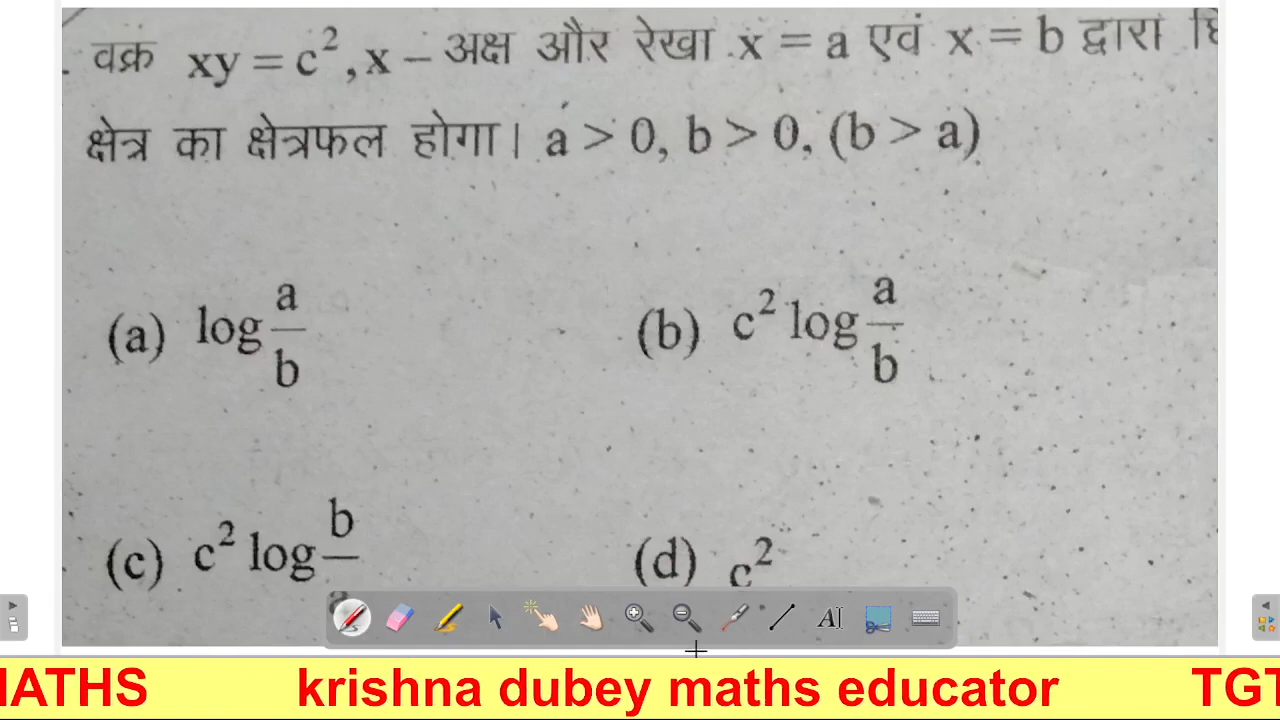 वक्र xy = c², x – अक्ष और रेखा x = a एवं x = b द्वारा
क्षेत्र का क्षेत्रफल होगा। a > 0, b > 0, (b > a)
(a) log a/b (b) c² log a/b
(c) c² log b/ (d) c²
AI
MATHS krishna dubey maths educator TGT